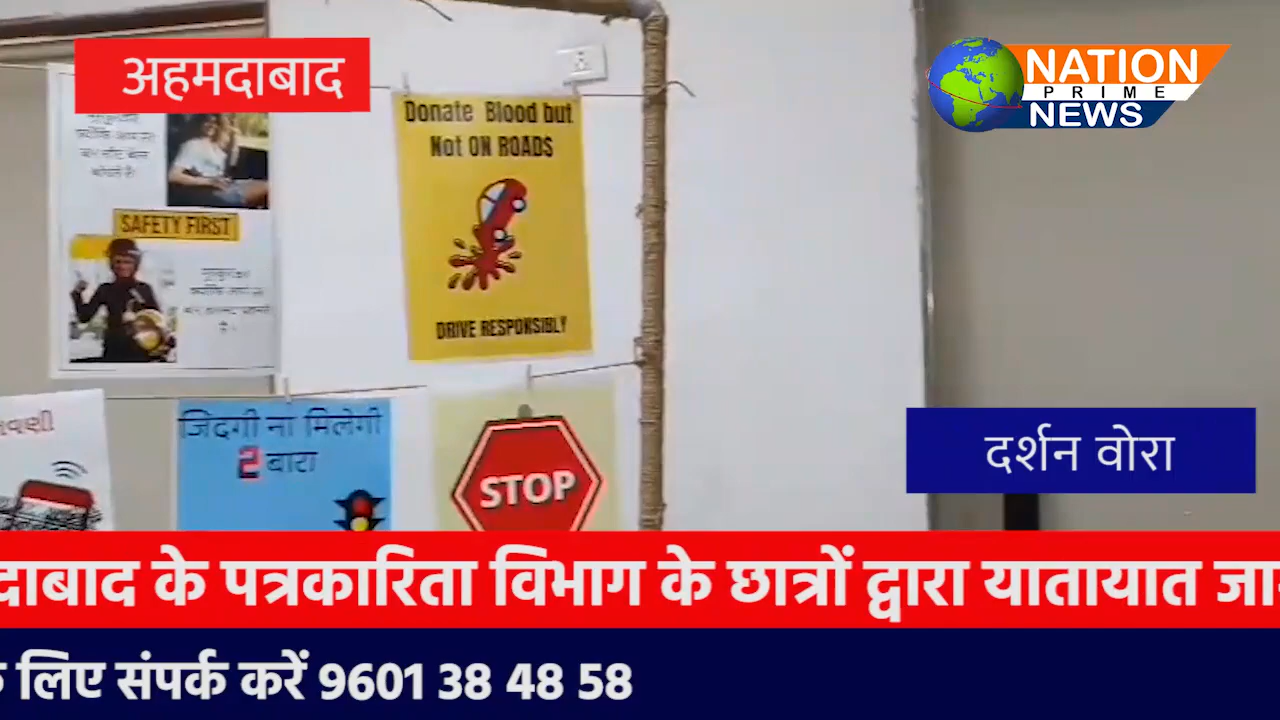 अहमदाबाद
NATION
PRIME
NEWS
Donate Blood but
Not ON ROADS
DRIVE RESPONSIBLY
SAFETY FIRST
जिंदगी ना मिलेगी
2 बारा
STOP
दर्शन वोरा
दाबाद के पत्रकारिता विभाग के छात्रों द्वारा यातायात
लिए संपर्क करें 9601 38 48 58